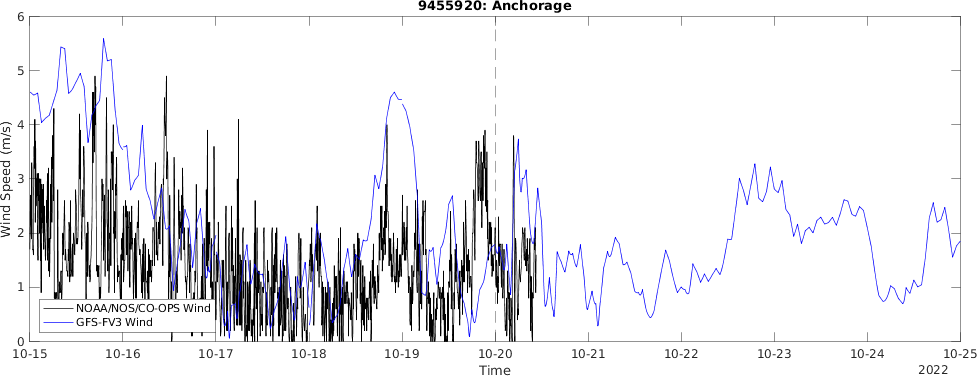 9455920: Anchorage
6
5
4
3
2
1
0
Wind Speed (m/s)
NOAA/NOS/CO-OPS Wind
GFS-FV3 Wind
10-15 10-16 10-17 10-18 10-19 10-20 10-21 10-22 10-23 10-24 10-25
Time
2022